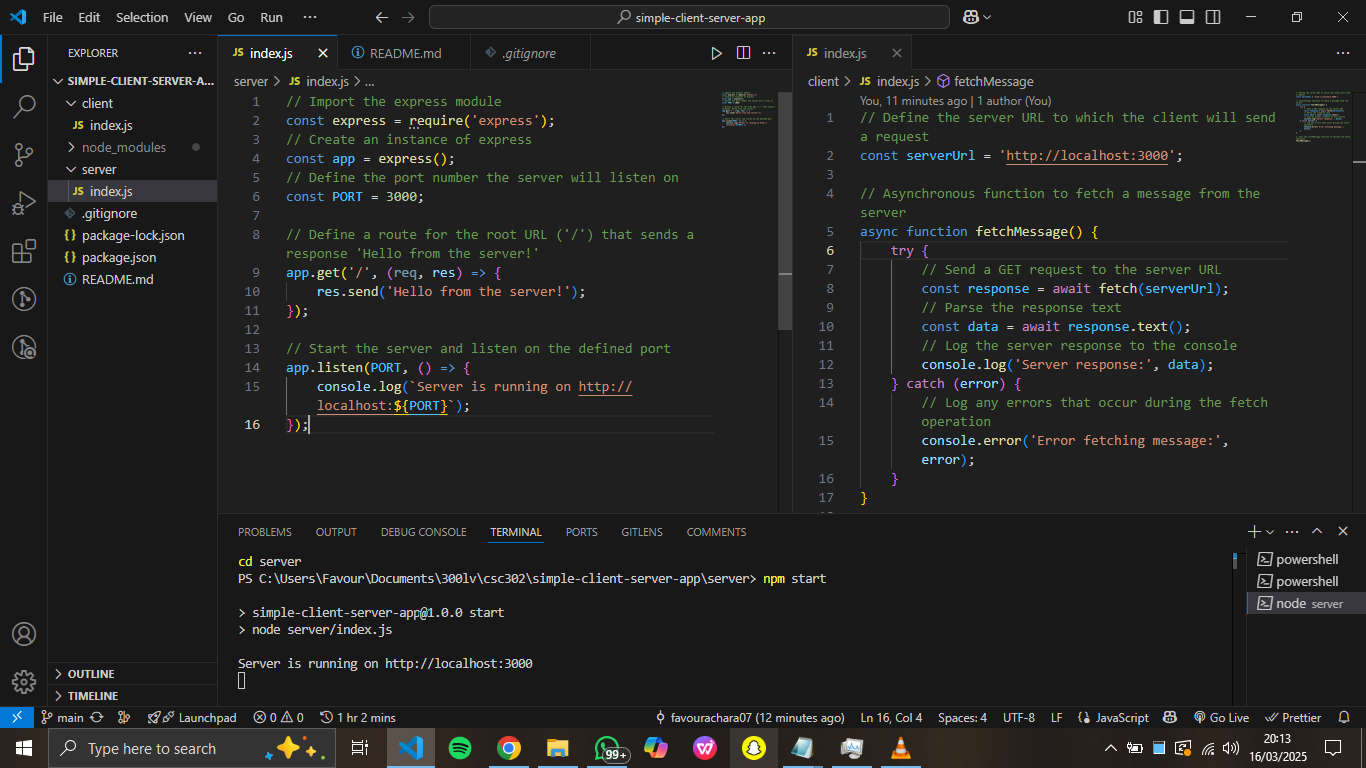 File Edit Selection View Go Run ···
simple-client-server-app
EXPLORER ···
SIMPLE-CLIENT-SERVER-A...
client
JS index.js
node_modules
server
JS index.js
.gitignore
{} package-lock.json
{} package.json
README.md
OUTLINE
TIMELINE
JS index.js
README.md
.gitignore
server > JS index.js > ...
1 // Import the express module
2 const express = require('express');
3 // Create an instance of express
4 const app = express();
5 // Define the port number the server will listen on
6 const PORT = 3000;
7
8 // Define a route for the root URL ('/') that sends a
response 'Hello from the server!'
9 app.get('/', (req, res) => {
10 res.send('Hello from the server!');
11 });
12
13 // Start the server and listen on the defined port
14 app.listen(PORT, () => {
15 console.log(`Server is running on http://
localhost:${PORT}`);
16 });
JS index.js
client > JS index.js > fetchMessage
You, 11 minutes ago | 1 author (You)
1 // Define the server URL to which the client will send
a request
2 const serverUrl = 'http://localhost:3000';
3
4 // Asynchronous function to fetch a message from the
server
5 async function fetchMessage() {
6 try {
7 // Send a GET request to the server URL
8 const response = await fetch(serverUrl);
9 // Parse the response text
10 const data = await response.text();
11 // Log the server response to the console
12 console.log('Server response:', data);
13 } catch (error) {
14 // Log any errors that occur during the fetch
operation
15 console.error('Error fetching message:',
error);
16 }
17 }
PROBLEMS OUTPUT DEBUG CONSOLE TERMINAL PORTS GITLENS COMMENTS
cd server
PS C:\Users\Favour\Documents\300lv\csc302\simple-client-server-app\server> npm start
> simple-client-server-app@1.0.0 start
> node server/index.js
Server is running on http://localhost:3000
powershell
powershell
node server
main Launchpad 0 0 1 hr 2 mins favourachara07 (12 minutes ago) Ln 16, Col 4 Spaces: 4 UTF-8 LF {} JavaScript Go Live Prettier
Type here to search
99+
20:13
16/03/2025